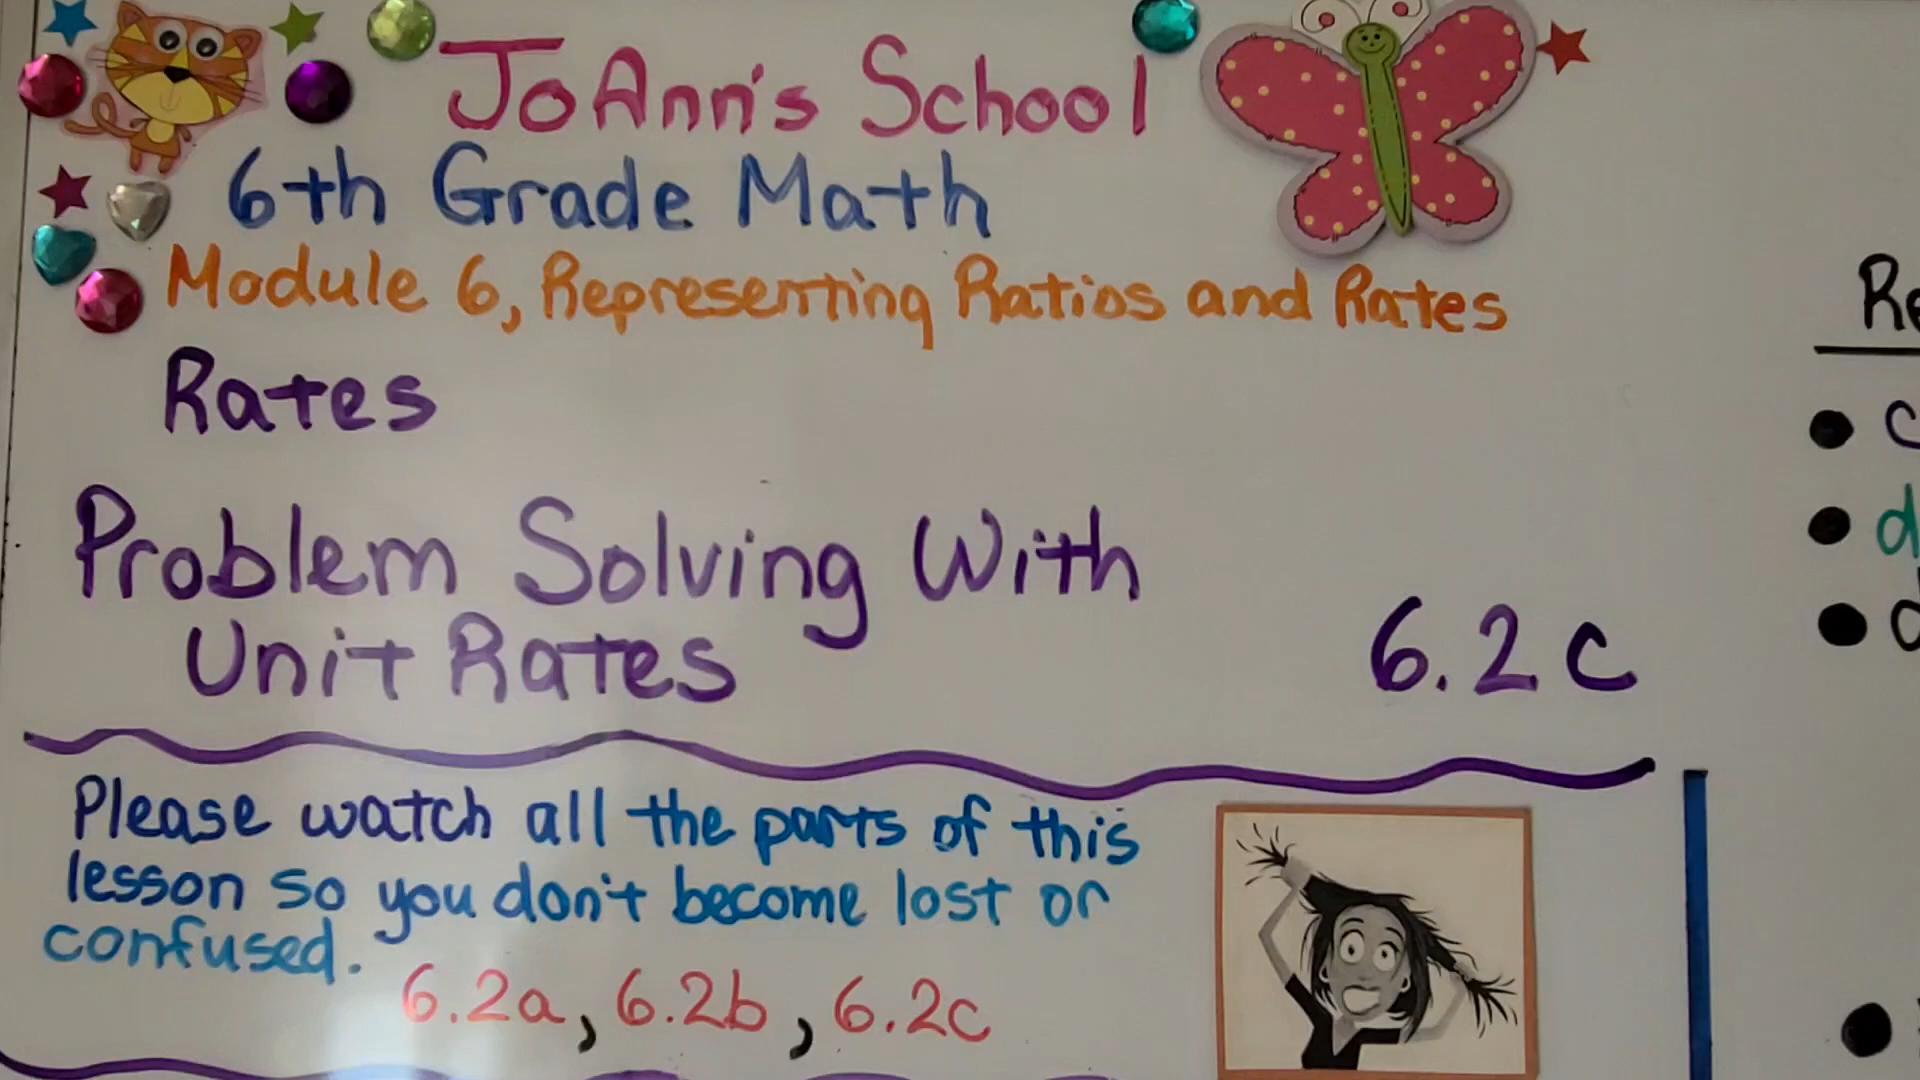 JoAnn's School
6th Grade Math
Module 6, Representing Ratios and Rates
Rates
Problem Solving With
Unit Rates
6.2c
Please watch all the parts of this
lesson so you don't become lost or
confused.
6.2a, 6.2b, 6.2c